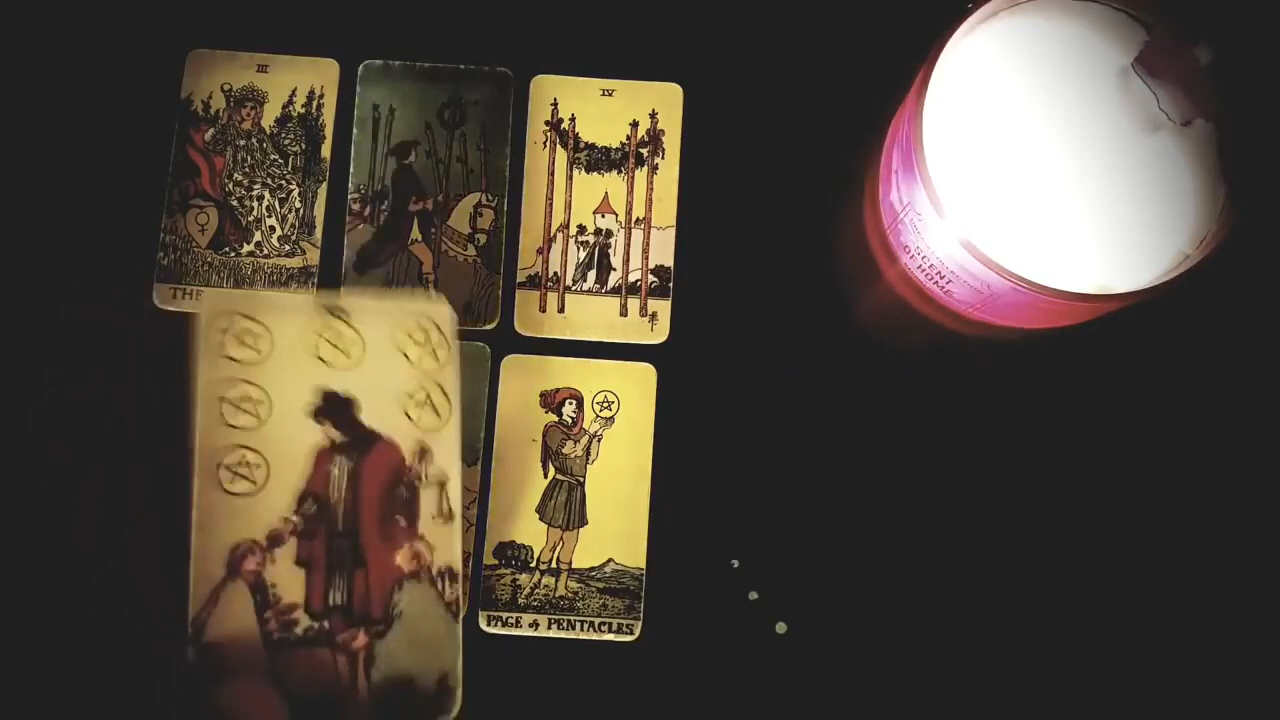 III
IV
THE
PAGE of PENTACLES
SCENT
OF HOME